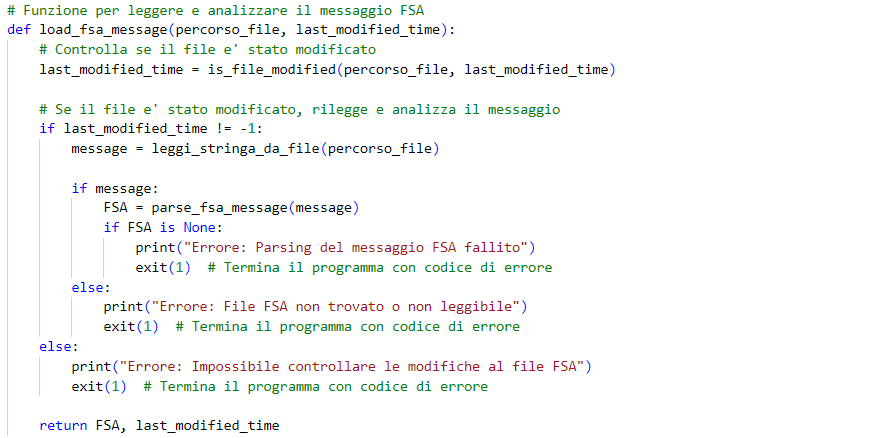 # Funzione per leggere e analizzare il messaggio FSA
def load_fsa_message(percorso_file, last_modified_time):
    # Controlla se il file e' stato modificato
    last_modified_time = is_file_modified(percorso_file, last_modified_time)

    # Se il file e' stato modificato, rilegge e analizza il messaggio
    if last_modified_time != -1:
        message = leggi_stringa_da_file(percorso_file)

        if message:
            FSA = parse_fsa_message(message)
            if FSA is None:
                print("Errore: Parsing del messaggio FSA fallito")
                exit(1)  # Termina il programma con codice di errore
        else:
            print("Errore: File FSA non trovato o non leggibile")
            exit(1)  # Termina il programma con codice di errore
    else:
        print("Errore: Impossibile controllare le modifiche al file FSA")
        exit(1)  # Termina il programma con codice di errore

    return FSA, last_modified_time